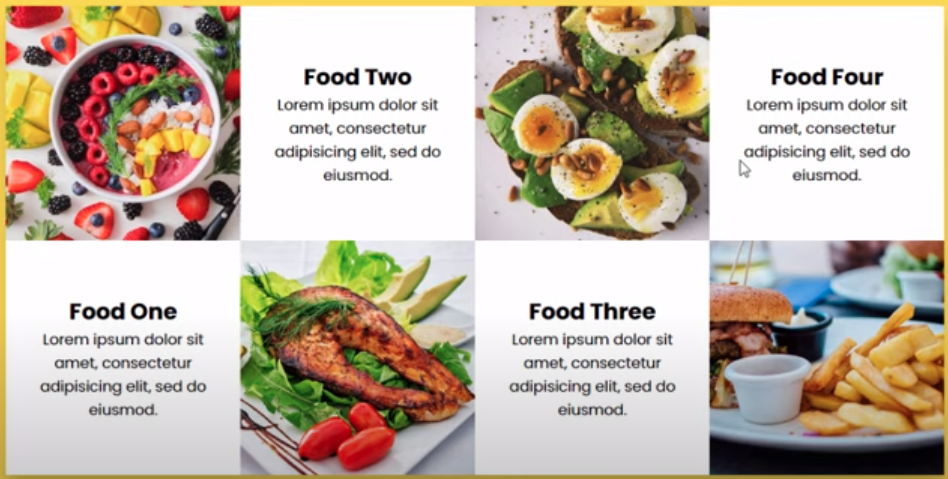 Food Two
Lorem ipsum dolor sit
amet, consectetur
adipisicing elit, sed do
eiusmod.
Food Four
Lorem ipsum dolor sit
amet, consectetur
adipisicing elit, sed do
eiusmod.
Food One
Lorem ipsum dolor sit
amet, consectetur
adipisicing elit, sed do
eiusmod.
Food Three
Lorem ipsum dolor sit
amet, consectetur
adipisicing elit, sed do
eiusmod.